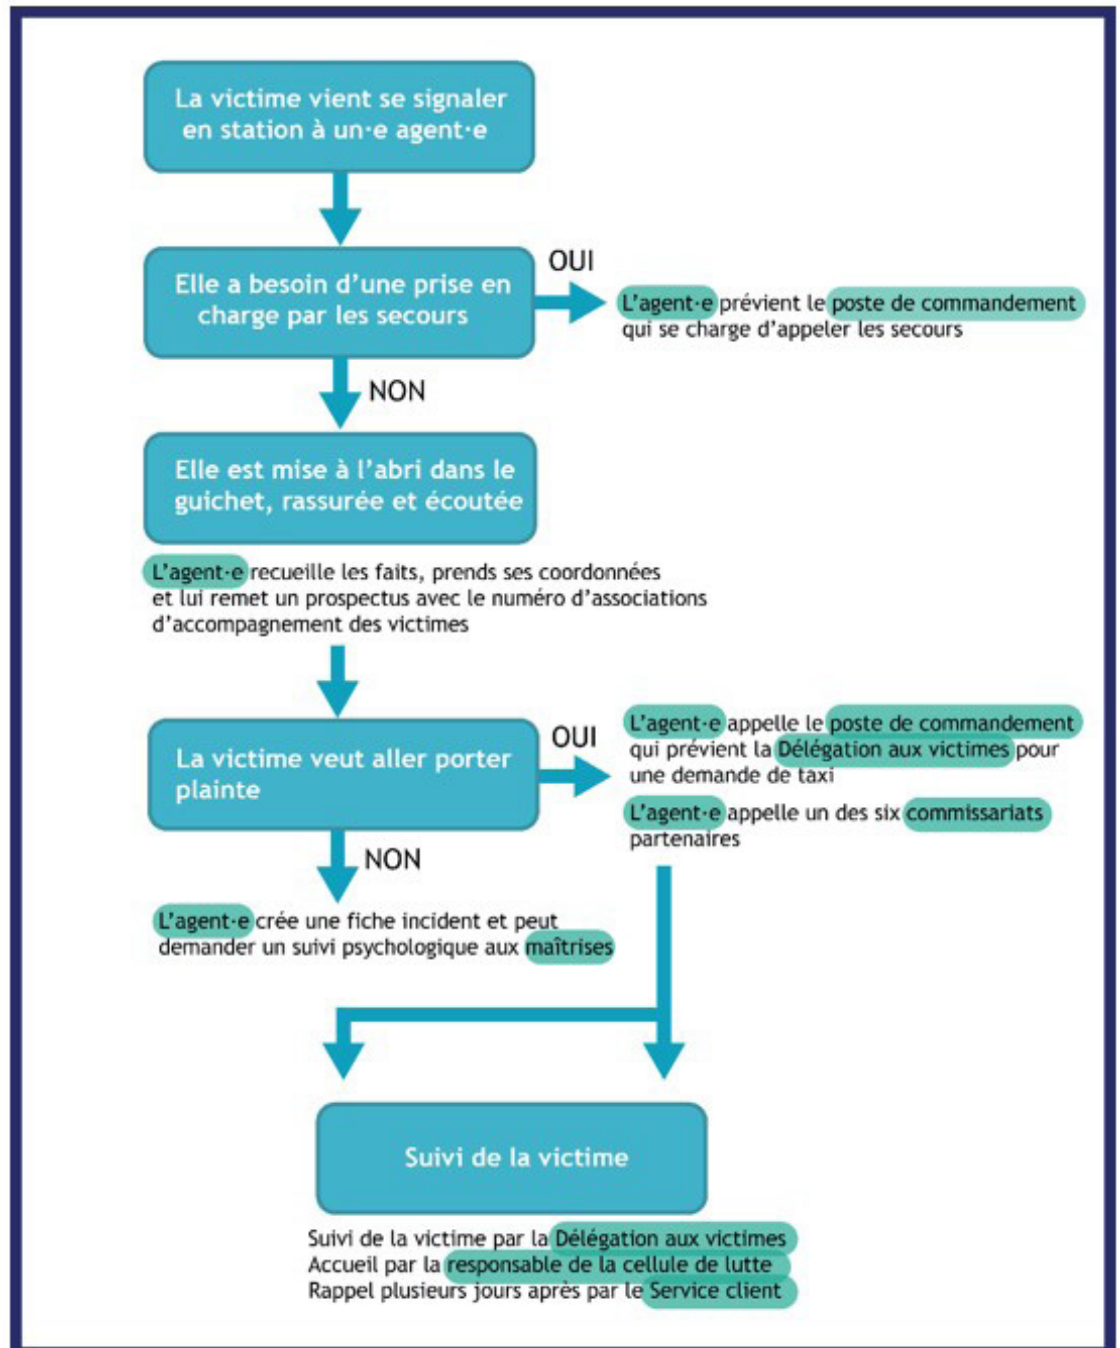 La victime vient se signaler
en station à un·e agent·e
Elle a besoin d'une prise en
charge par les secours
OUI
L'agent·e prévient le poste de commandement
qui se charge d'appeler les secours
NON
Elle est mise à l'abri dans le
guichet, rassurée et écoutée
L'agent·e recueille les faits, prends ses coordonnées
et lui remet un prospectus avec le numéro d'associations
d'accompagnement des victimes
La victime veut aller porter
plainte
OUI
L'agent·e appelle le poste de commandement
qui prévient la Délégation aux victimes pour
une demande de taxi
L'agent·e appelle un des six commissariats
partenaires
NON
L'agent·e crée une fiche incident et peut
demander un suivi psychologique aux maîtrises
Suivi de la victime
Suivi de la victime par la Délégation aux victimes
Accueil par la responsable de la cellule de lutte
Rappel plusieurs jours après par le Service client